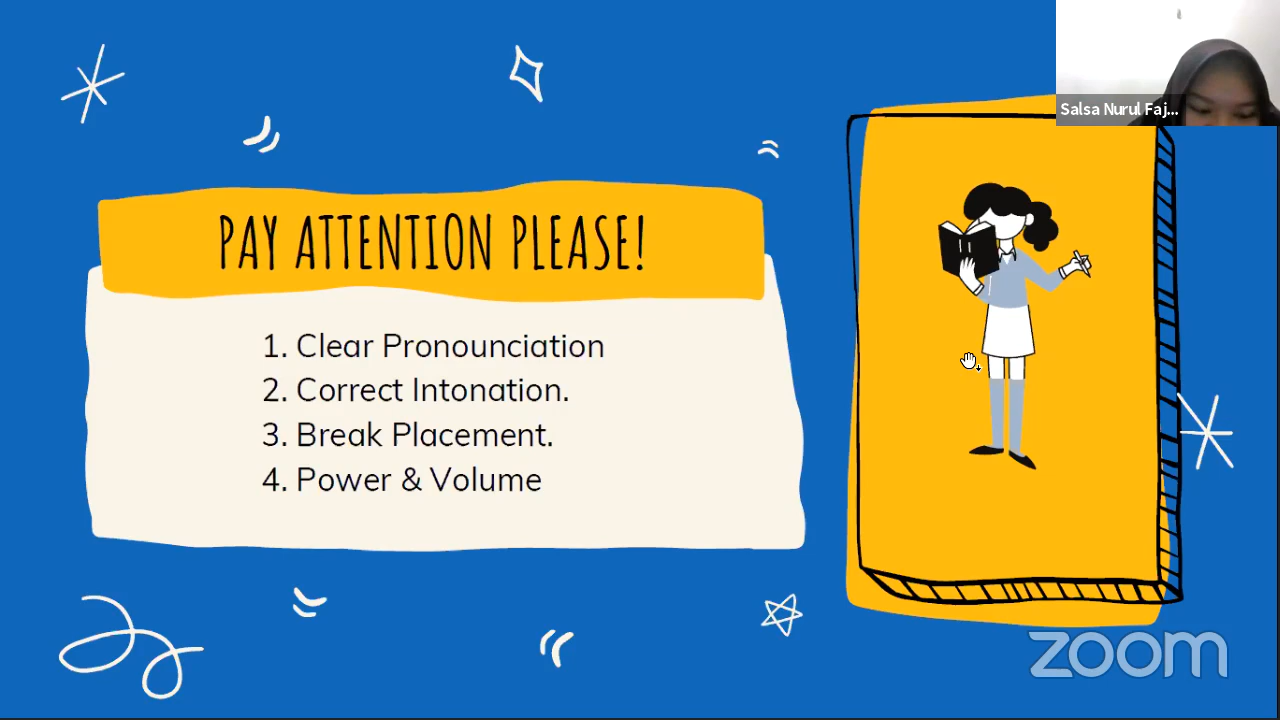 Salsa Nurul Faj...
PAY ATTENTION PLEASE!
1. Clear Pronounciation
2. Correct Intonation.
3. Break Placement.
4. Power & Volume
zoom